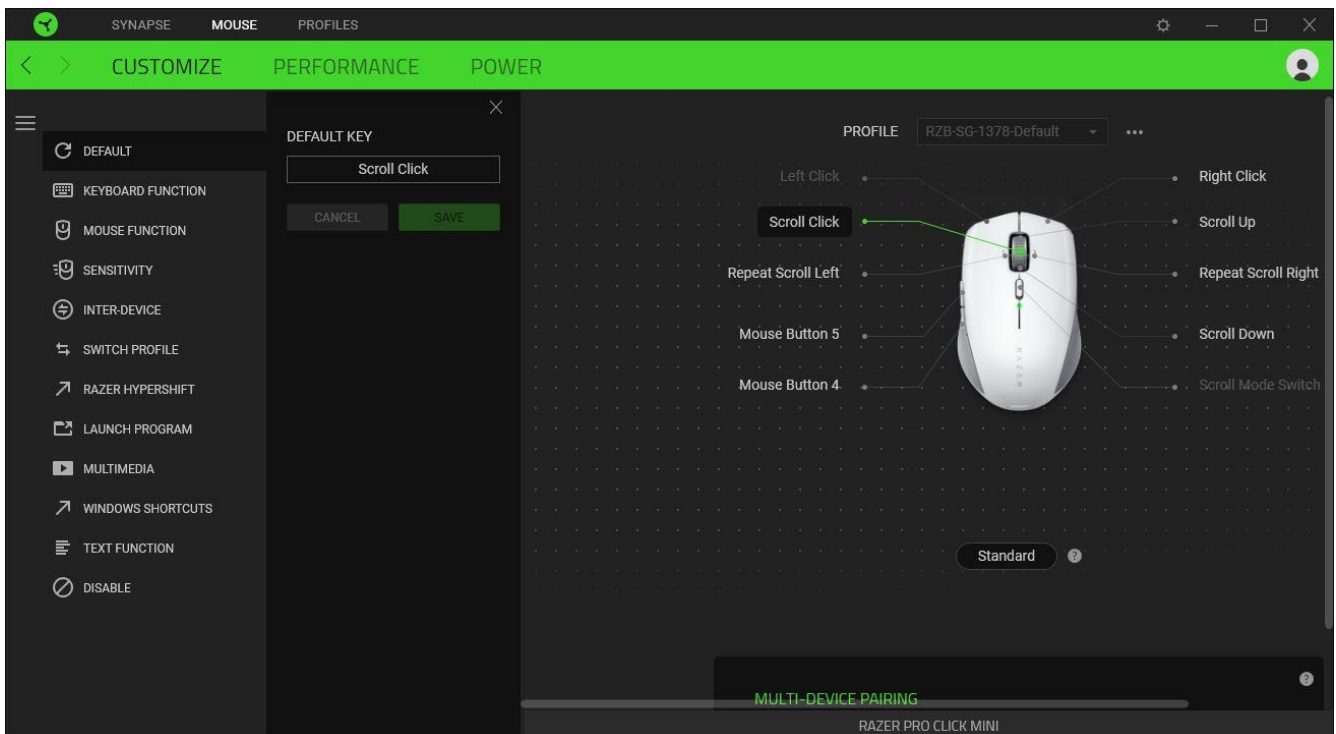 SYNAPSE MOUSE PROFILES
CUSTOMIZE PERFORMANCE POWER
DEFAULT
KEYBOARD FUNCTION
MOUSE FUNCTION
SENSITIVITY
INTER-DEVICE
SWITCH PROFILE
RAZER HYPERSHIFT
LAUNCH PROGRAM
MULTIMEDIA
WINDOWS SHORTCUTS
TEXT FUNCTION
DISABLE
DEFAULT KEY
Scroll Click
CANCEL SAVE
PROFILE RZB-SG-1378-Default
Left Click Right Click
Scroll Click Scroll Up
Repeat Scroll Left Repeat Scroll Right
Mouse Button 5 Scroll Down
Mouse Button 4 Scroll Mode Switch
RAZER
Standard ?
?
MULTI-DEVICE PAIRING
RAZER PRO CLICK MINI